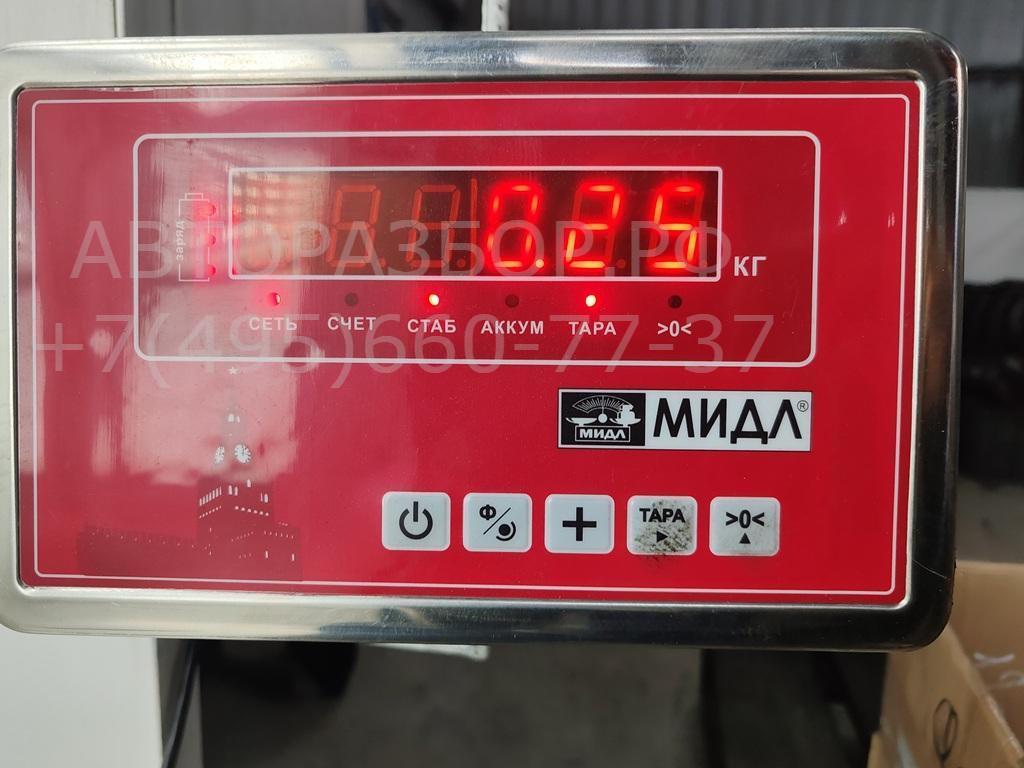 заряд
0.25
КГ
СЕТЬ СЧЕТ СТАБ АККУМ ТАРА >0<
АВТОРАЗБОР.РФ
+7(495)660-77-37
МИДЛ МИДЛ®
Ф + ТАРА >0<